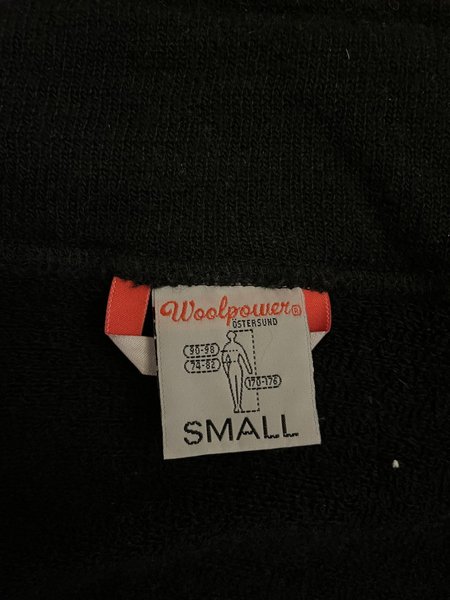 Woolpower®
ÖSTERSUND
90-98
74-82
170-176
SMALL